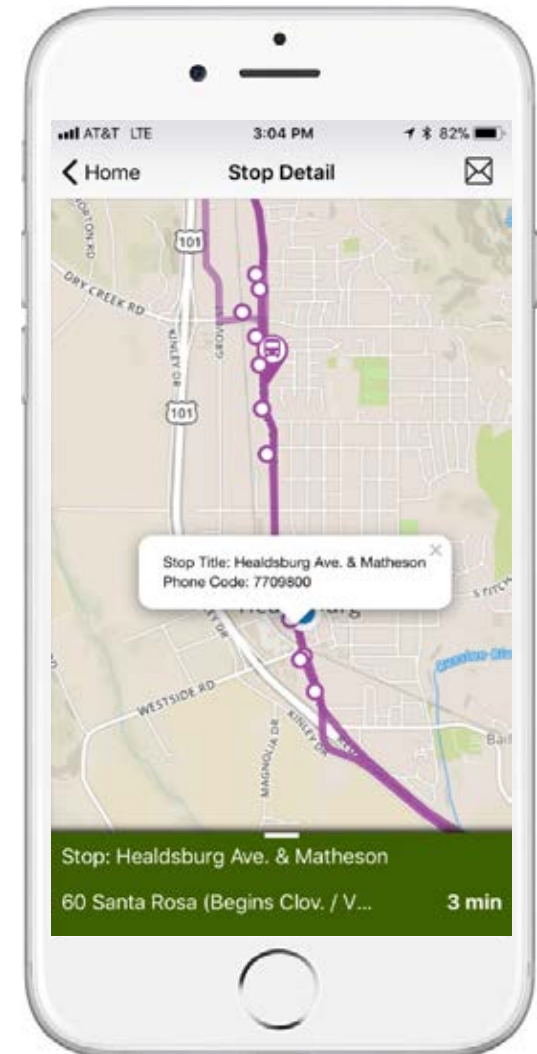 AT&T LTE 3:04 PM 82%
Home Stop Detail
101
DRY CREEK RD
KINLEY DR
101
Stop Title: Healdsburg Ave. & Matheson
Phone Code: 7709800
WESTSIDE RD
KINLEY DR
MAGNOLIA DR
Stop: Healdsburg Ave. & Matheson
60 Santa Rosa (Begins Clov. / V...
3 min